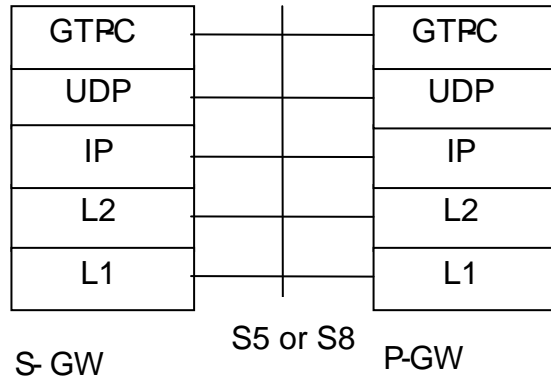 GTP-C GTP-C
UDP UDP
IP IP
L2 L2
L1 L1
S5 or S8
S- GW P-GW